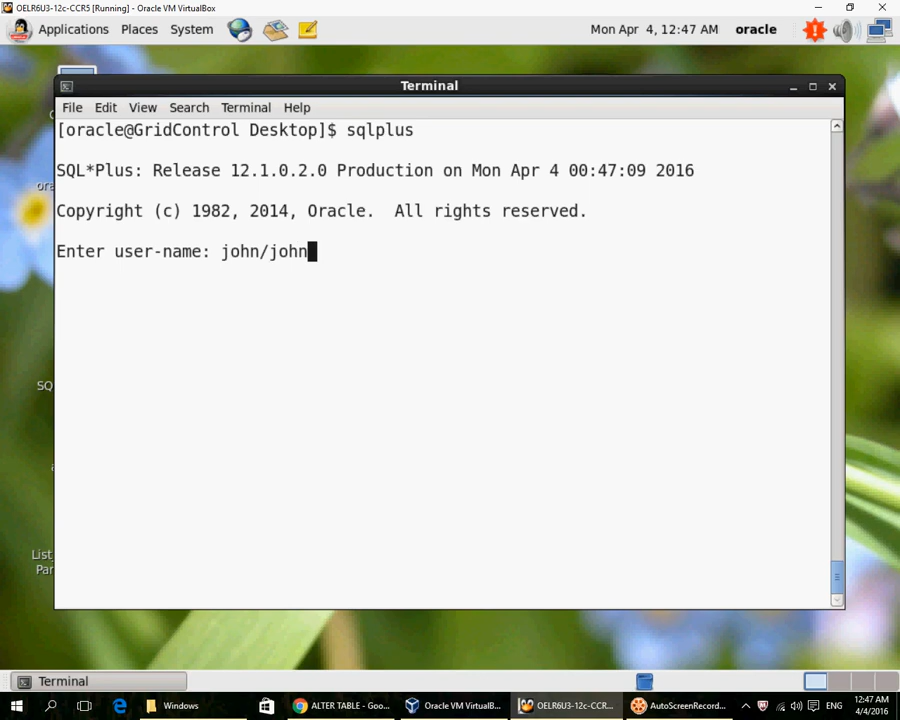 OELR6U3-12c-CCR5 [Running] - Oracle VM VirtualBox
Applications Places System Mon Apr 4, 12:47 AM oracle
Terminal
File Edit View Search Terminal Help
[oracle@GridControl Desktop]$ sqlplus
SQL*Plus: Release 12.1.0.2.0 Production on Mon Apr 4 00:47:09 2016
Copyright (c) 1982, 2014, Oracle. All rights reserved.
Enter user-name: john/john
SQ
List
Par
Terminal
Windows ALTER TABLE - Goo... Oracle VM VirtualB... OELR6U3-12c-CCR... AutoScreenRecord... ENG 12:47 AM
4/4/2016